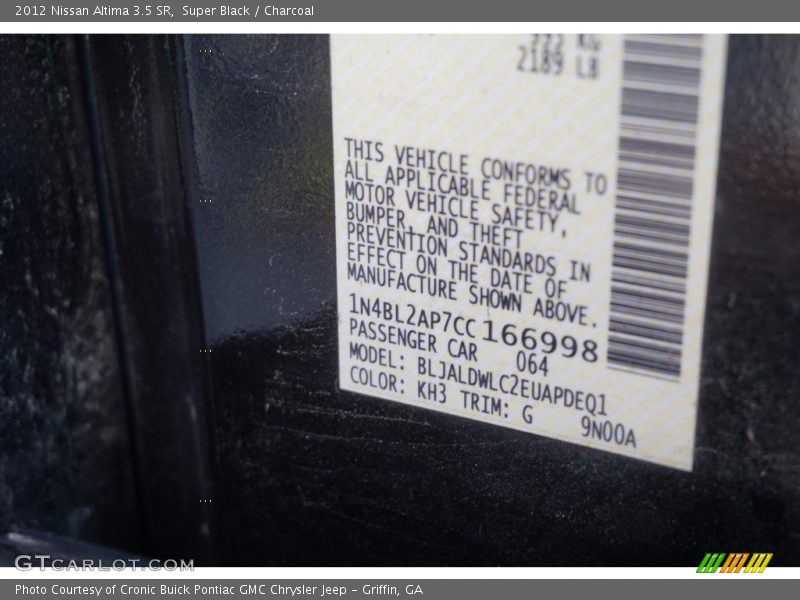 2012 Nissan Altima 3.5 SR, Super Black / Charcoal
2189 LB
THIS VEHICLE CONFORMS TO
ALL APPLICABLE FEDERAL
MOTOR VEHICLE SAFETY,
BUMPER, AND THEFT
PREVENTION STANDARDS IN
EFFECT ON THE DATE OF
MANUFACTURE SHOWN ABOVE.
1N4BL2AP7CC166998
PASSENGER CAR 064
MODEL: BLJALDWLC2EUAPDEQ1
COLOR: KH3 TRIM: G 9N00A
GTCARLOT.COM
Photo Courtesy of Cronic Buick Pontiac GMC Chrysler Jeep - Griffin, GA